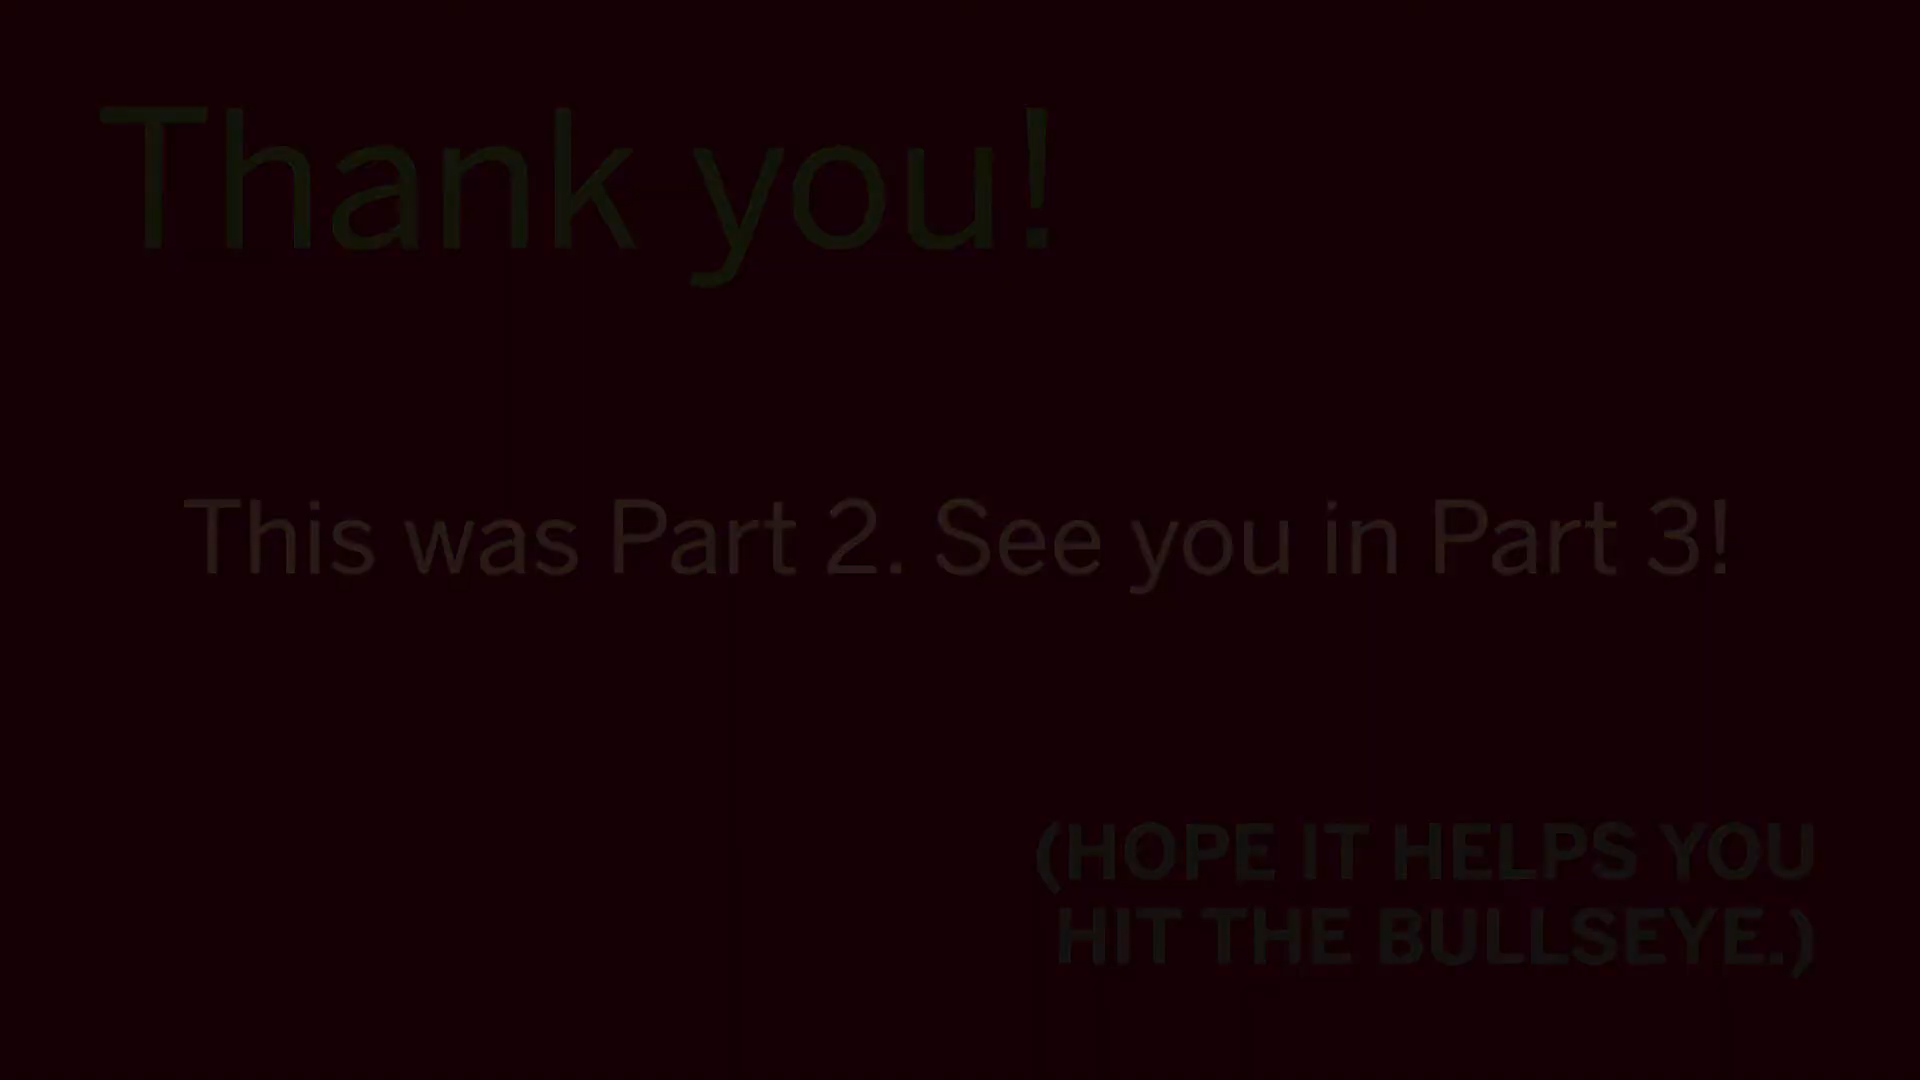 Thank you!
This was Part 2. See you in Part 3!
(HOPE IT HELPS YOU
HIT THE BULLSEYE.)